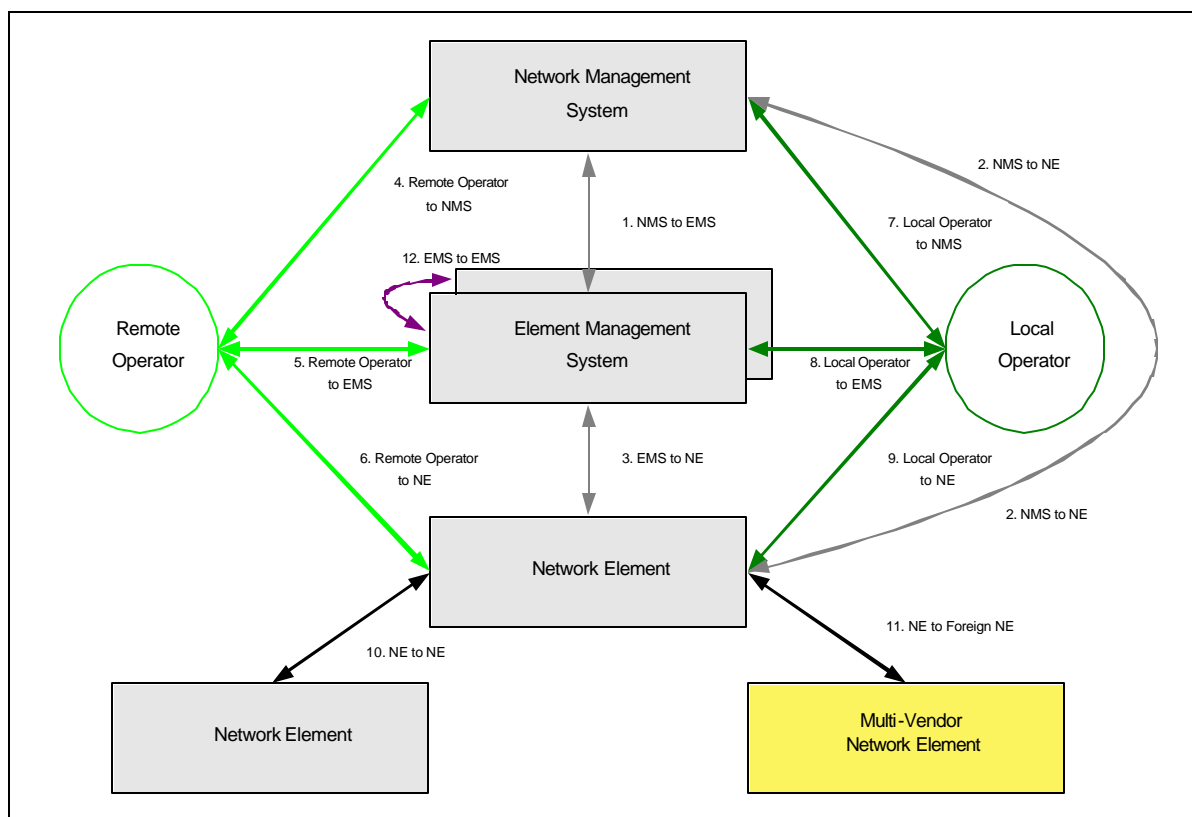 Network Management
System
4. Remote Operator
to NMS
2. NMS to NE
1. NMS to EMS
7. Local Operator
to NMS
12. EMS to EMS
Remote
Operator
Element Management
System
Local
Operator
5. Remote Operator
to EMS
8. Local Operator
to EMS
6. Remote Operator
to NE
3. EMS to NE
9. Local Operator
to NE
2. NMS to NE
Network Element
11. NE to Foreign NE
10. NE to NE
Network Element
Multi-Vendor
Network Element